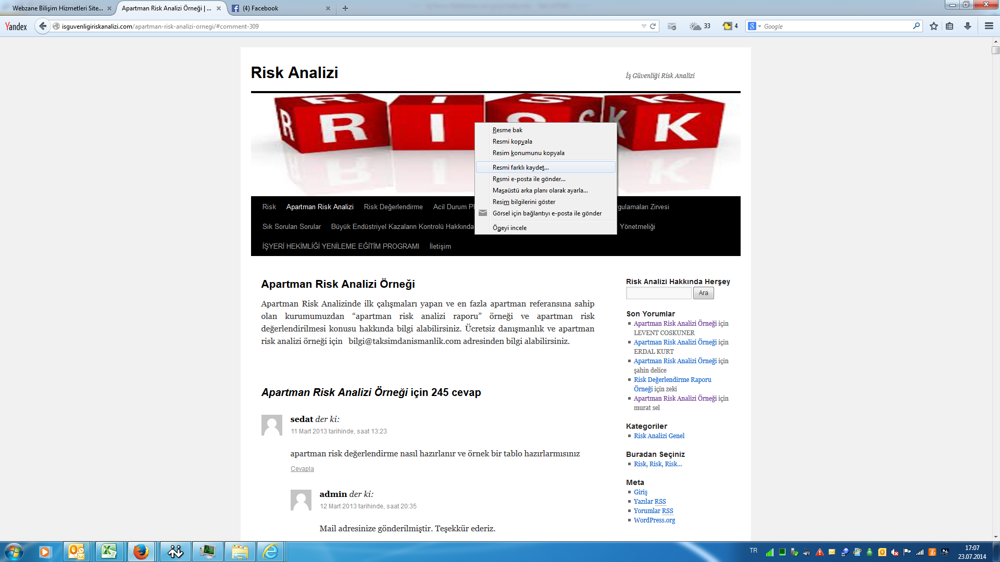 Webzane Bilişim Hizmetleri Site...
Apartman Risk Analizi Örneği | ...
(4) Facebook
Yandex
isguvenligiriskanalizi.com/apartman-risk-analizi-ornegi/#comment-309
33
4
Google
Risk Analizi
İş Güvenliği Risk Analizi
R I S K
R I S K K
Resme bak
Resmi kopyala
Resim konumunu kopyala
Resmi farklı kaydet...
Resmi e-posta ile gönder...
Masaüstü arka planı olarak ayarla...
Resim bilgilerini göster
Görsel için bağlantıyı e-posta ile gönder
Ögeyi incele
Risk Apartman Risk Analizi Risk Değerlendirme Acil Durum Pl ygulamaları Zirvesi
Sık Sorulan Sorular Büyük Endüstriyel Kazaların Kontrolü Hakkında Yönetmeliği
İŞYERİ HEKİMLİĞİ YENİLEME EĞİTİM PROGRAMI İletişim
Apartman Risk Analizi Örneği
Apartman Risk Analizinde ilk çalışmaları yapan ve en fazla apartman referansına sahip
olan kurumumuzdan “apartman risk analizi raporu” örneği ve apartman risk
değerlendirilmesi konusu hakkında bilgi alabilirsiniz. Ücretsiz danışmanlık ve apartman
risk analizi örneği için bilgi@taksimdanismanlik.com adresinden bilgi alabilirsiniz.
Apartman Risk Analizi Örneği için 245 cevap
sedat der ki:
11 Mart 2013 tarihinde, saat 13:23
apartman risk değerlendirme nasıl hazırlanır ve örnek bir tablo hazırlarmısınız
Cevapla
admin der ki:
12 Mart 2013 tarihinde, saat 20:35
Mail adresinize gönderilmiştir. Teşekkür ederiz.
Risk Analizi Hakkında Herşey
Ara
Son Yorumlar
Apartman Risk Analizi Örneği için
LEVENT COSKUNER
Apartman Risk Analizi Örneği için
ERDAL KURT
Apartman Risk Analizi Örneği için
şahin delice
Risk Değerlendirme Raporu
Örneği için zeki
Apartman Risk Analizi Örneği için
murat sel
Kategoriler
Risk Analizi Genel
Buradan Seçiniz
Risk, Risk, Risk...
Meta
Giriş
Yazılar RSS
Yorumlar RSS
WordPress.org
TR
17:07
23.07.2014